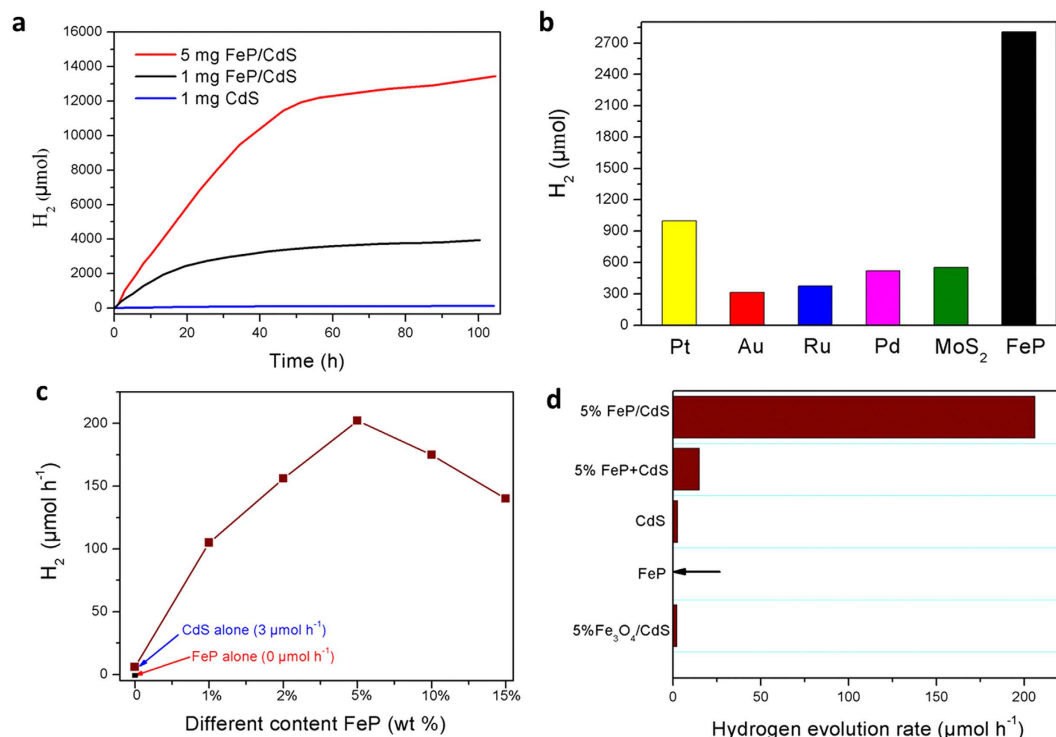 a
16000
14000
12000
10000
8000
6000
4000
2000
0
H₂ (μmol)
5 mg FeP/CdS
1 mg FeP/CdS
1 mg CdS
0 20 40 60 80 100
Time (h)
b
2700
2400
2100
1800
1500
1200
900
600
300
0
H₂ (μmol)
Pt Au Ru Pd MoS₂ FeP
c
200
150
100
50
0
H₂ (μmol h⁻¹)
CdS alone (3 μmol h⁻¹)
FeP alone (0 μmol h⁻¹)
0 1% 2% 5% 10% 15%
Different content FeP (wt %)
d
5% FeP/CdS
5% FeP+CdS
CdS
FeP
5%Fe₃O₄/CdS
0 50 100 150 200
Hydrogen evolution rate (μmol h⁻¹)